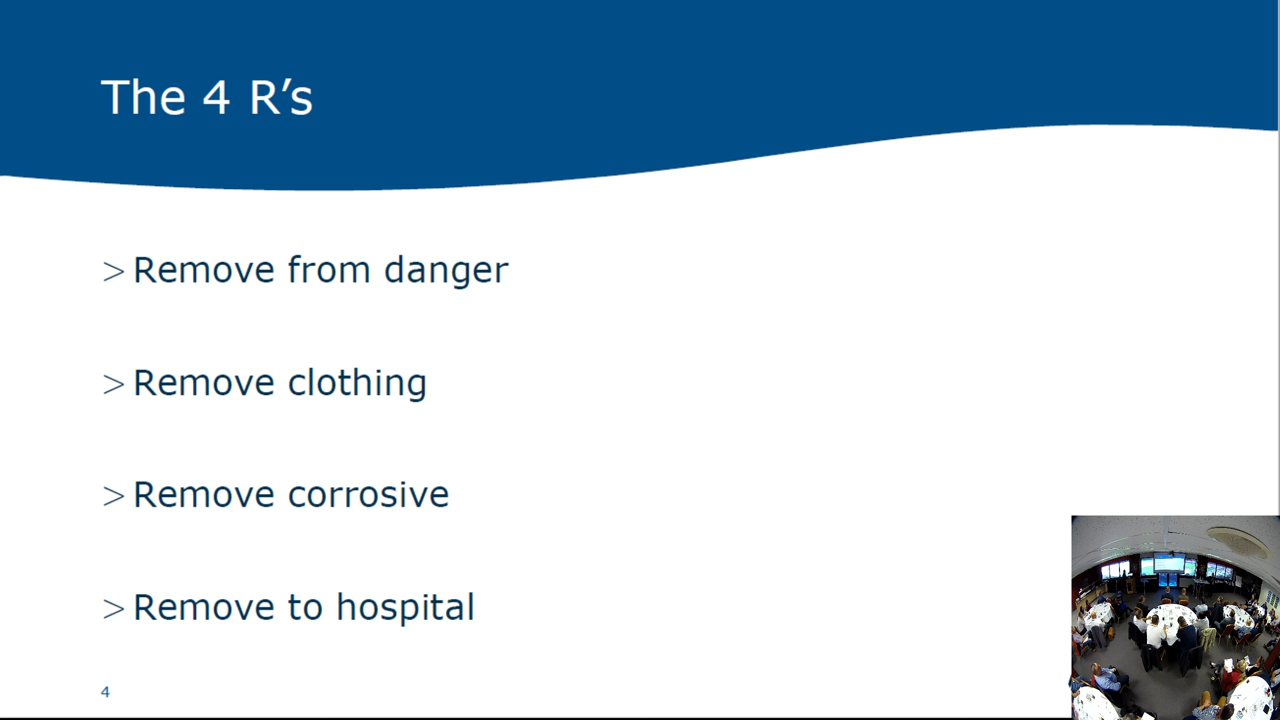 The 4 R’s
> Remove from danger
> Remove clothing
> Remove corrosive
> Remove to hospital
4